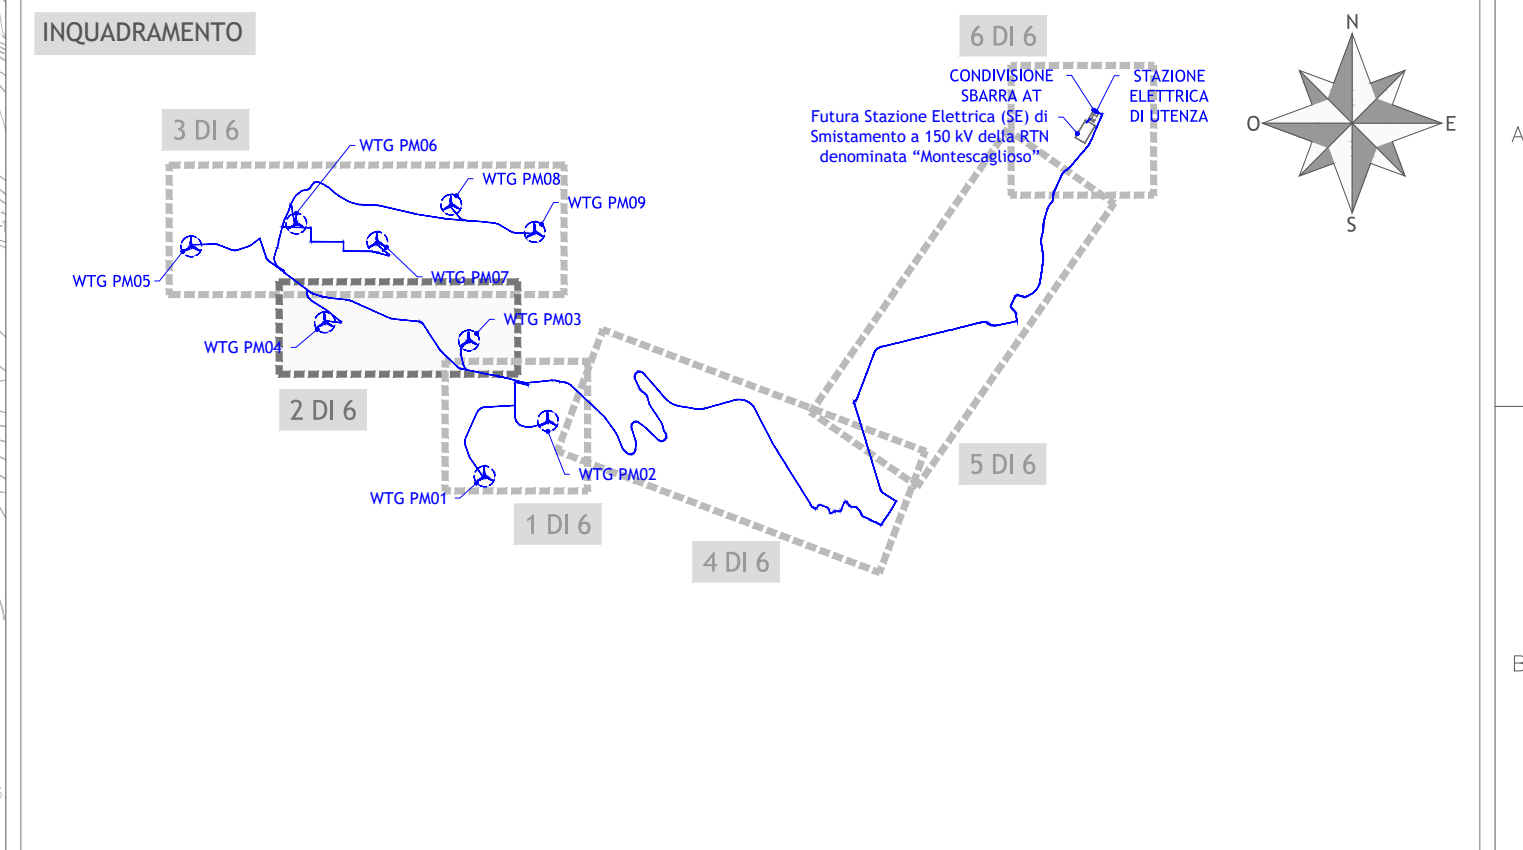 INQUADRAMENTO
6 DI 6
N
CONDIVISIONE
SBARRA AT
STAZIONE
ELETTRICA
DI UTENZA
Futura Stazione Elettrica (SE) di
Smistamento a 150 kV della RTN
denominata “Montescaglioso”
O
E
S
A
3 DI 6
WTG PM06
WTG PM08
WTG PM09
WTG PM05
WTG PM07
WTG PM03
WTG PM04
2 DI 6
WTG PM02
WTG PM01
5 DI 6
1 DI 6
4 DI 6
B